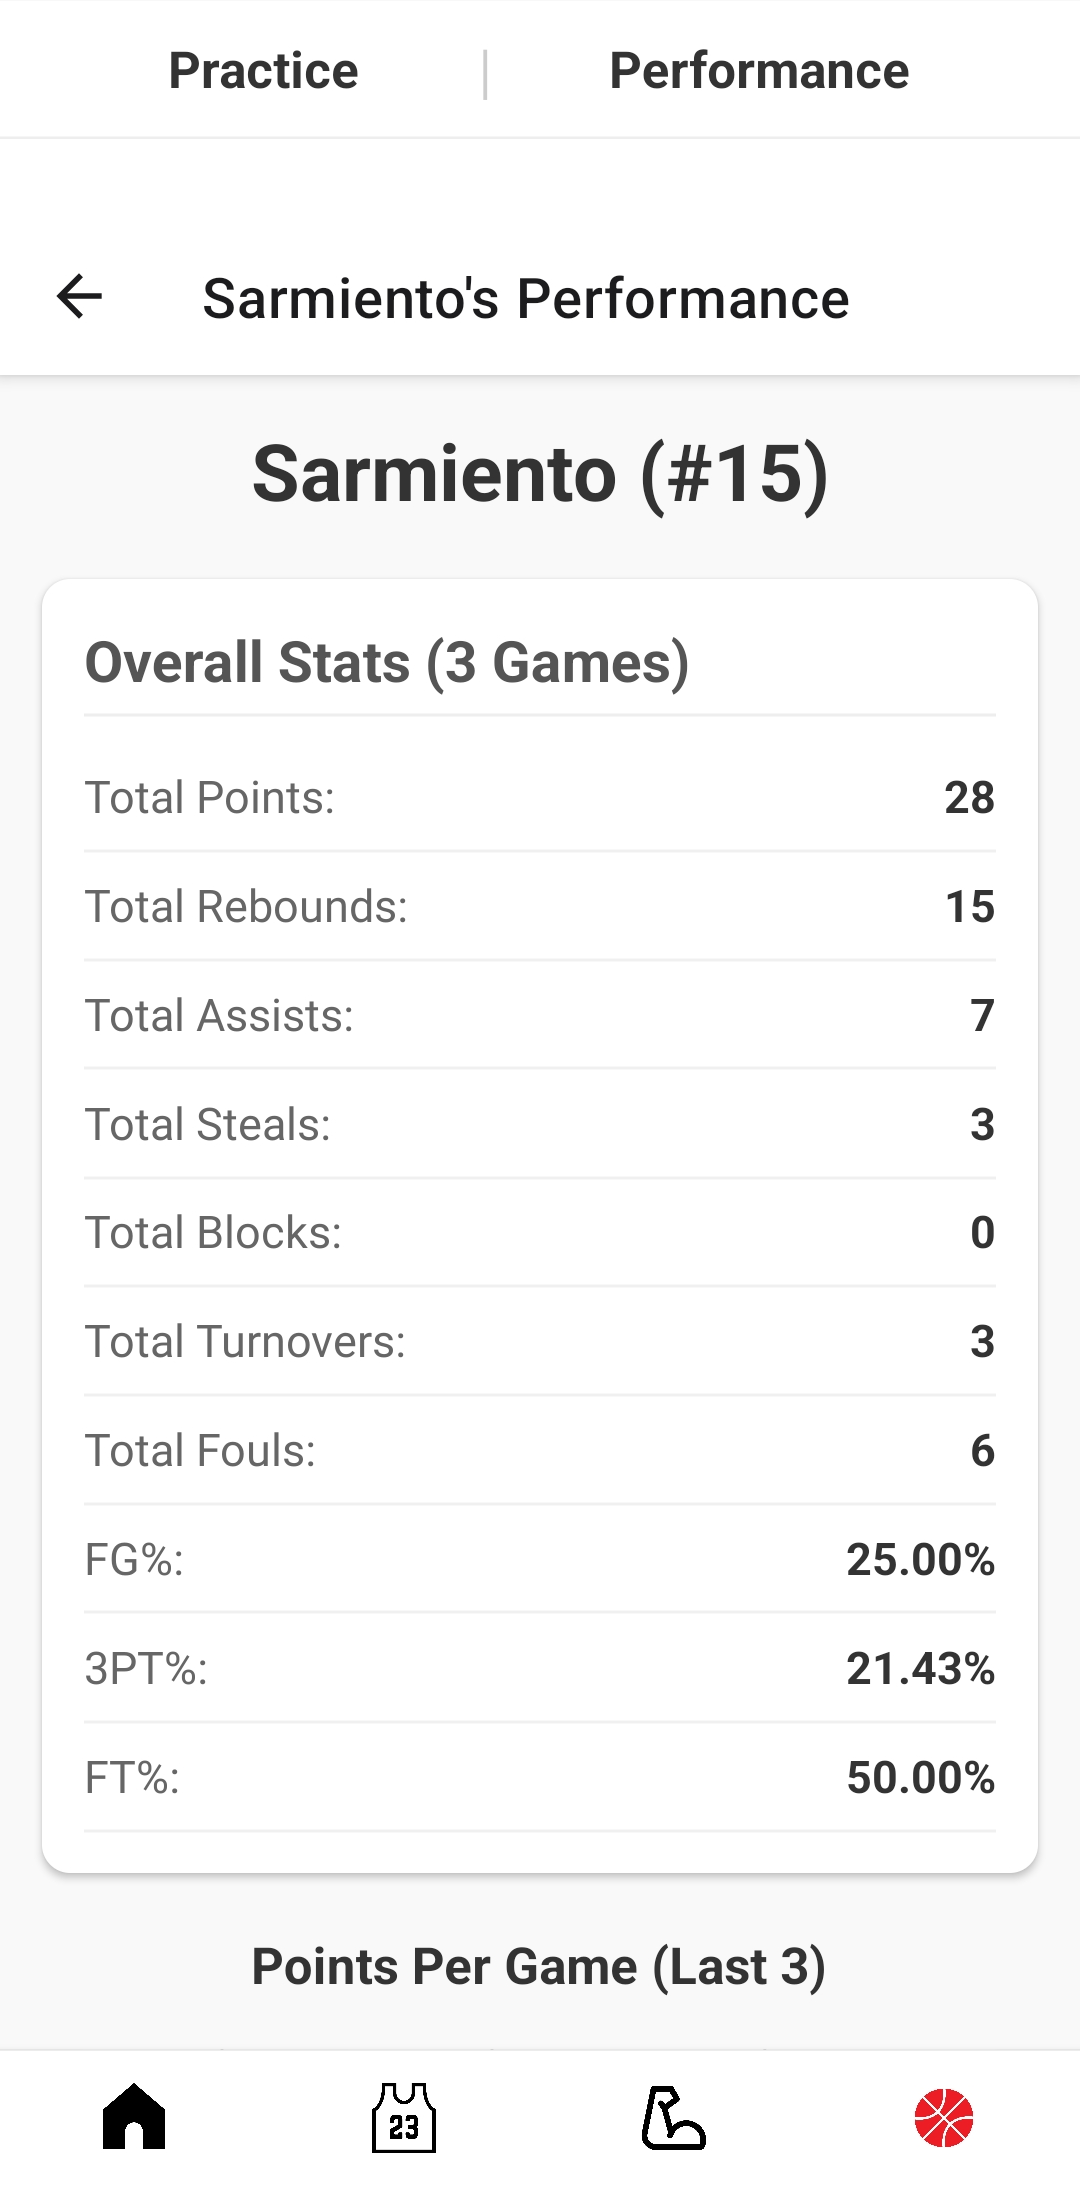 Practice | Performance
Sarmiento's Performance
Sarmiento (#15)
Overall Stats (3 Games)
Total Points: 28
Total Rebounds: 15
Total Assists: 7
Total Steals: 3
Total Blocks: 0
Total Turnovers: 3
Total Fouls: 6
FG%: 25.00%
3PT%: 21.43%
FT%: 50.00%
Points Per Game (Last 3)
23